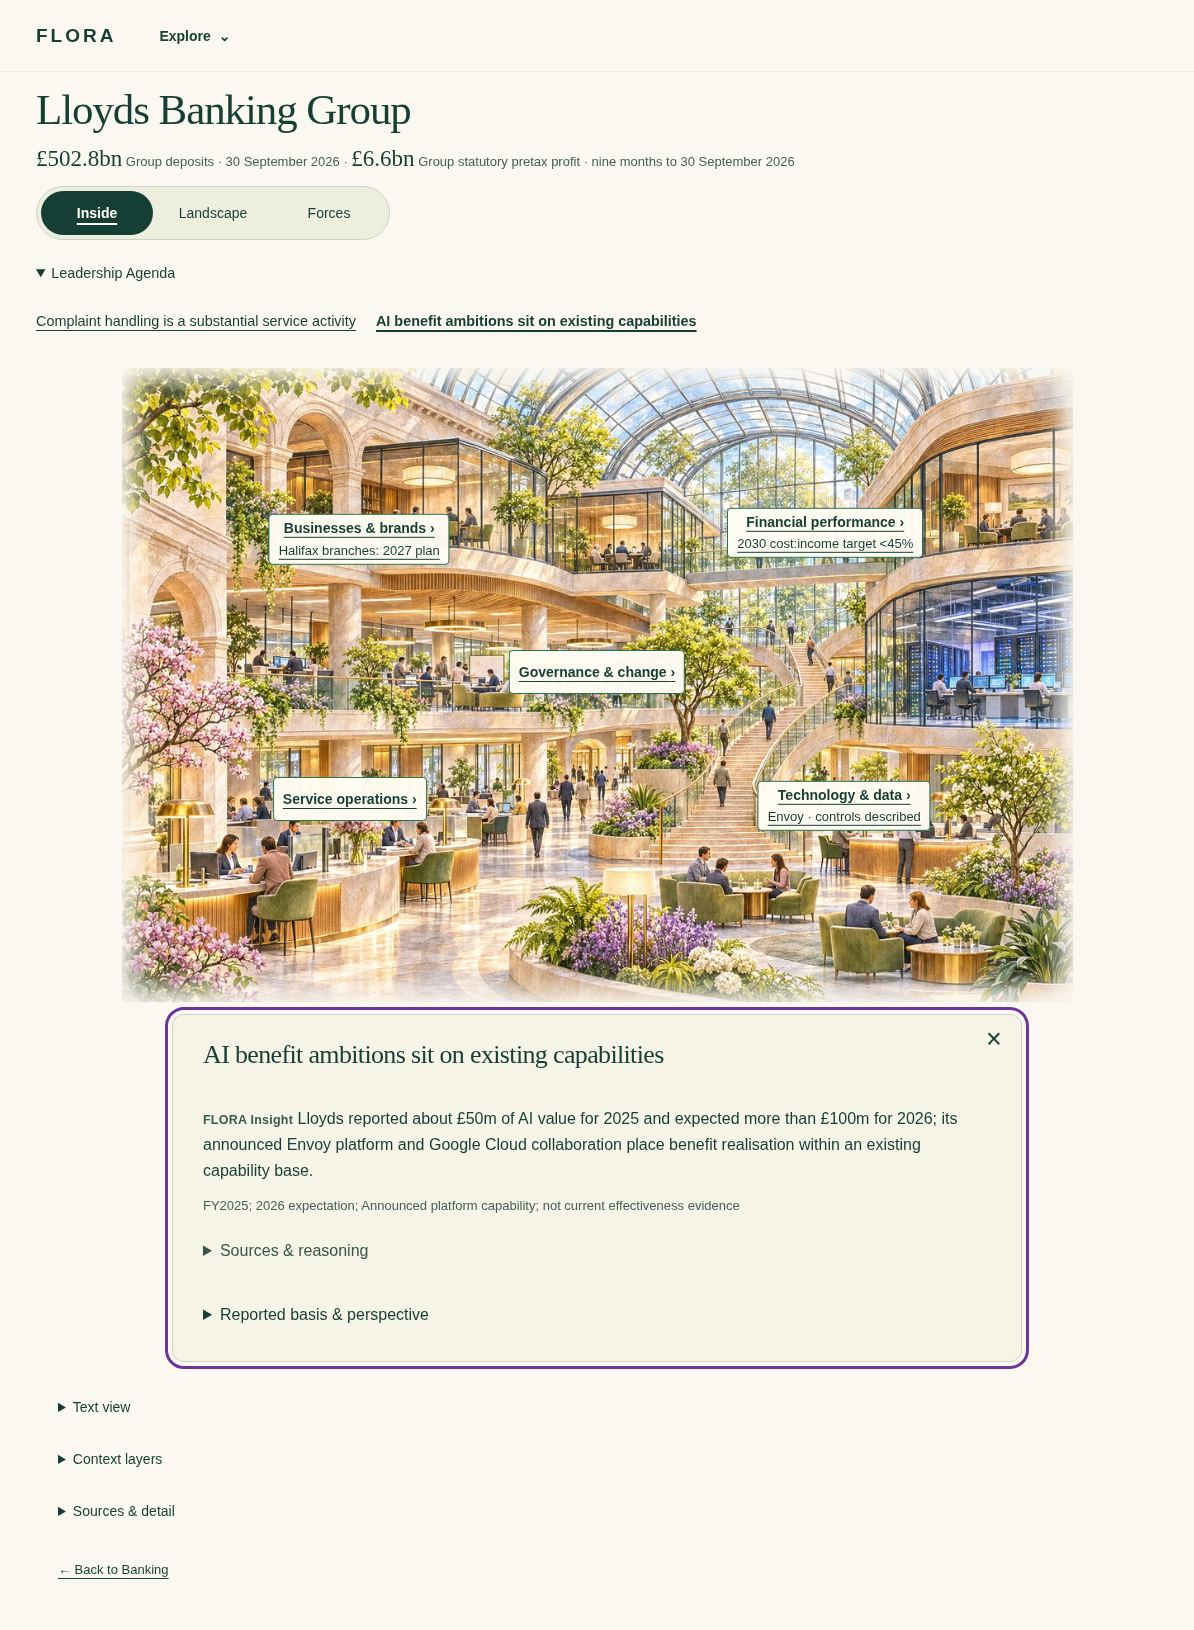 FLORA
Explore ⌄
Lloyds Banking Group
£502.8bn Group deposits · 30 September 2026 · £6.6bn Group statutory pretax profit · nine months to 30 September 2026
Inside
Landscape
Forces
▼ Leadership Agenda
Complaint handling is a substantial service activity
AI benefit ambitions sit on existing capabilities
Businesses & brands ›
Halifax branches: 2027 plan
Financial performance ›
2030 cost:income target <45%
Governance & change ›
Service operations ›
Technology & data ›
Envoy · controls described
AI benefit ambitions sit on existing capabilities
✕
FLORA Insight Lloyds reported about £50m of AI value for 2025 and expected more than £100m for 2026; its
announced Envoy platform and Google Cloud collaboration place benefit realisation within an existing
capability base.
FY2025; 2026 expectation; Announced platform capability; not current effectiveness evidence
▶ Sources & reasoning
▶ Reported basis & perspective
▶ Text view
▶ Context layers
▶ Sources & detail
← Back to Banking